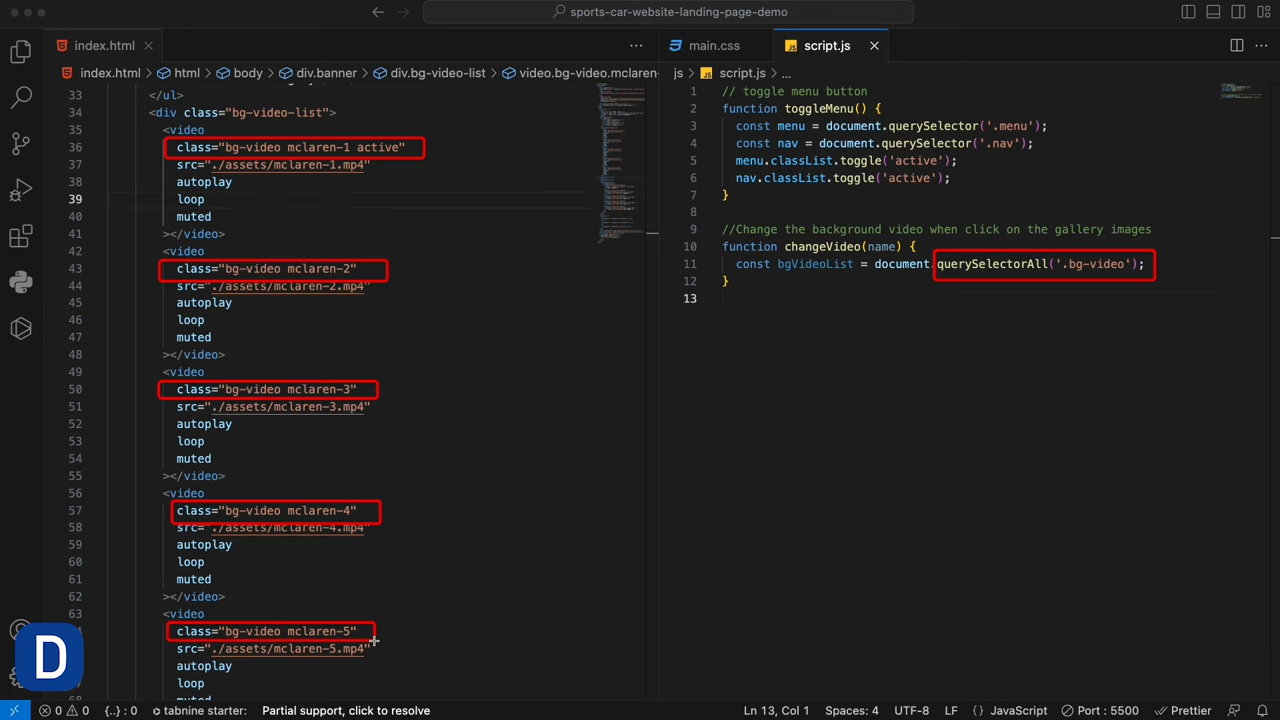 sports-car-website-landing-page-demo
index.html
index.html > html > body > div.banner > div.bg-video-list > video.bg-video.mclaren-
33 </ul>
34 <div class="bg-video-list">
35 <video
36 class="bg-video mclaren-1 active"
37 src="./assets/mclaren-1.mp4"
38 autoplay
39 loop
40 muted
41 ></video>
42 <video
43 class="bg-video mclaren-2"
44 src="./assets/mclaren-2.mp4"
45 autoplay
46 loop
47 muted
48 ></video>
49 <video
50 class="bg-video mclaren-3"
51 src="./assets/mclaren-3.mp4"
52 autoplay
53 loop
54 muted
55 ></video>
56 <video
57 class="bg-video mclaren-4"
58 src="./assets/mclaren-4.mp4"
59 autoplay
60 loop
61 muted
62 ></video>
63 <video
class="bg-video mclaren-5"
65 src="./assets/mclaren-5.mp4"
66 autoplay
67 loop
main.css
JS script.js
js > JS script.js > ...
1 // toggle menu button
2 function toggleMenu() {
3 const menu = document.querySelector('.menu');
4 const nav = document.querySelector('.nav');
5 menu.classList.toggle('active');
6 nav.classList.toggle('active');
7 }
8
9 //Change the background video when click on the gallery images
10 function changeVideo(name) {
11 const bgVideoList = document.querySelectorAll('.bg-video');
12 }
13
D
0 0 {..} : 0 tabnine starter: Partial support, click to resolve
Ln 13, Col 1 Spaces: 4 UTF-8 LF {} JavaScript Port : 5500 Prettier